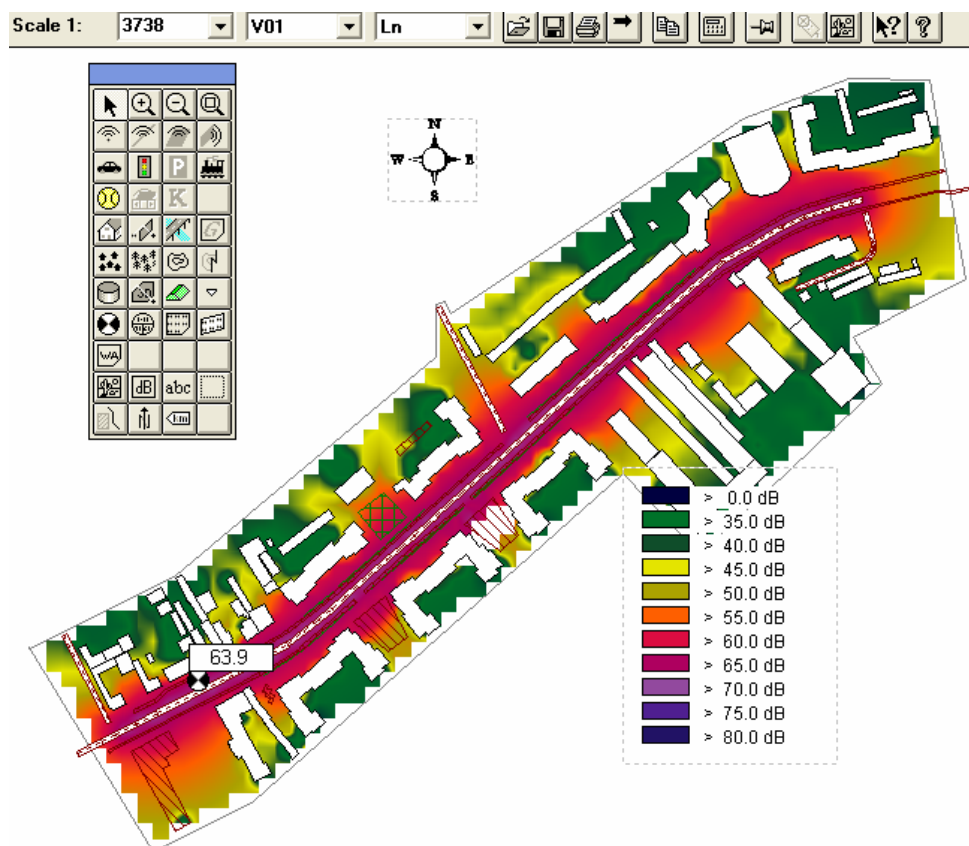 Scale 1: 3738 V01 Ln
P
K
G
WA
dB abc
km
N
W E
S
63.9
> 0.0 dB
> 35.0 dB
> 40.0 dB
> 45.0 dB
> 50.0 dB
> 55.0 dB
> 60.0 dB
> 65.0 dB
> 70.0 dB
> 75.0 dB
> 80.0 dB